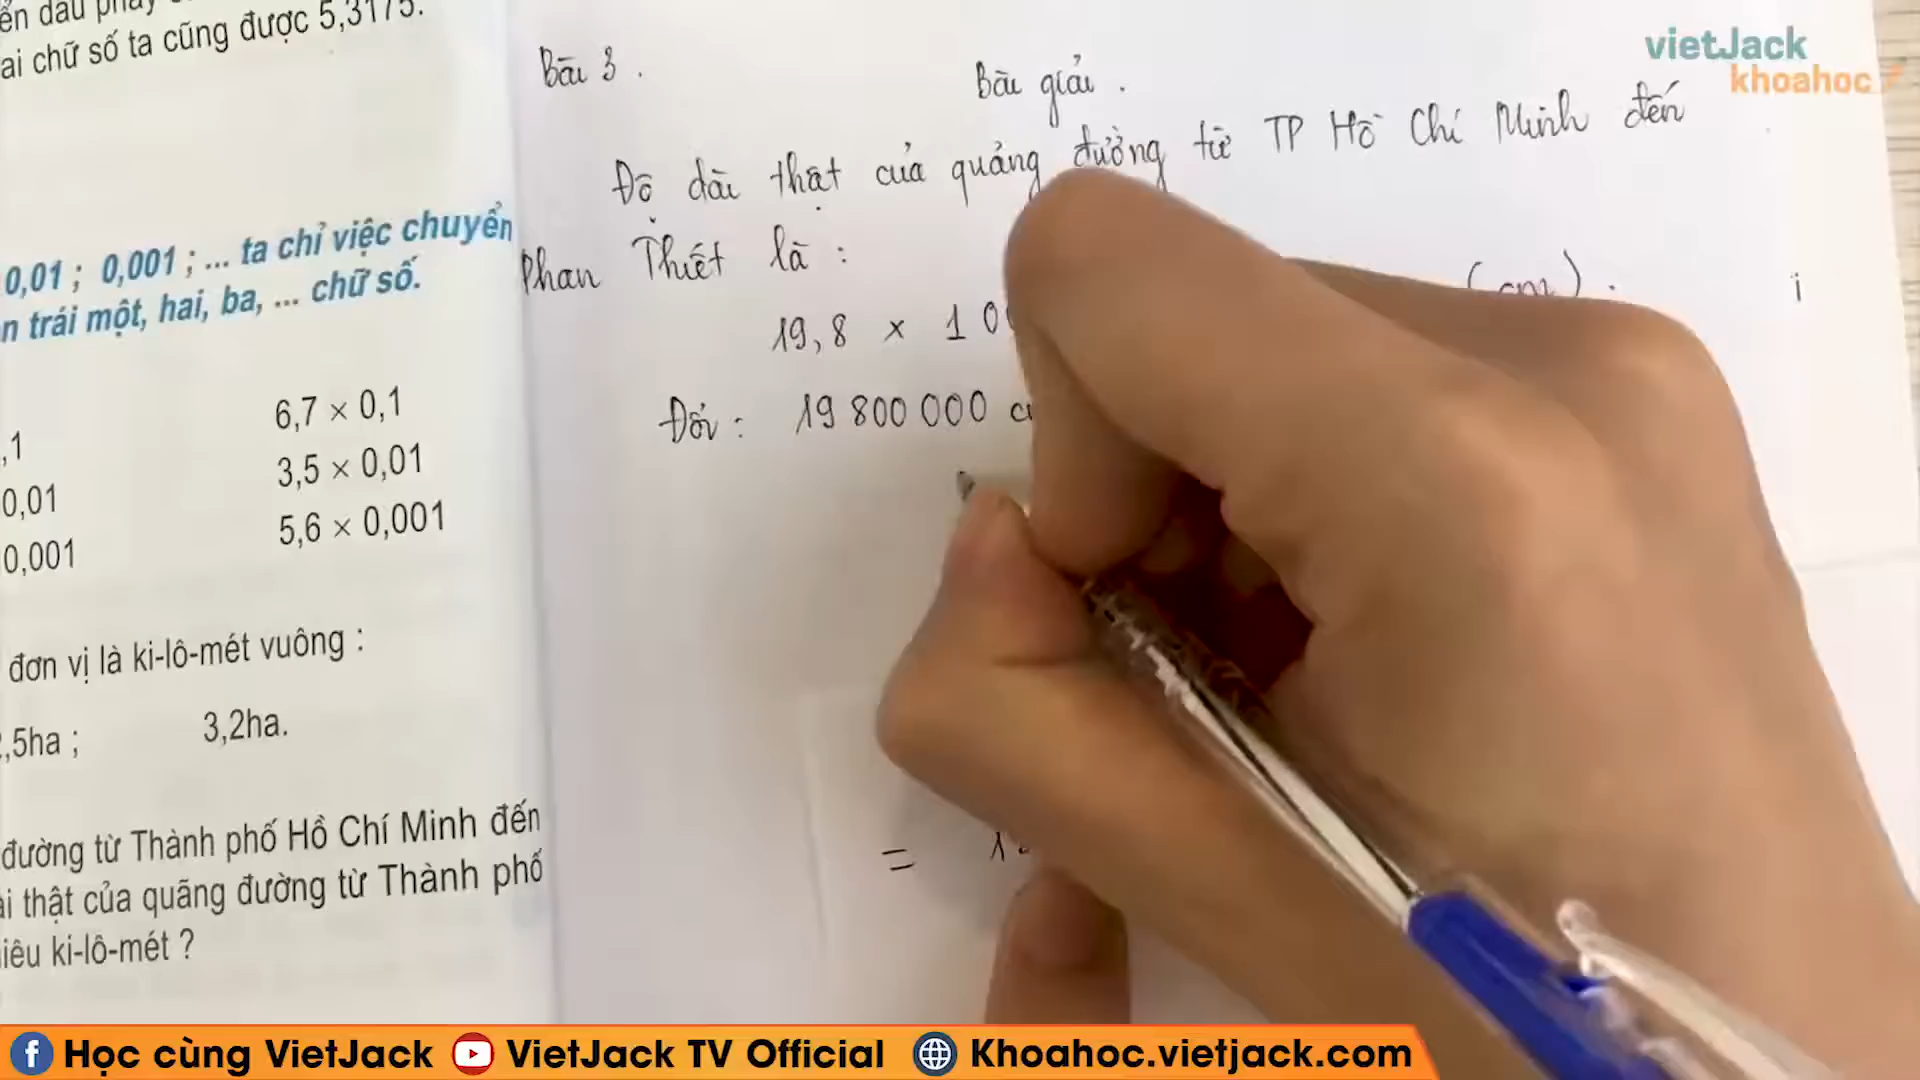 ai chữ số ta cũng được 5,3175.
0,01 ; 0,001 ; ... ta chỉ việc chuyển
n trái một, hai, ba, ... chữ số.
,1
6,7 × 0,1
0,01
3,5 × 0,01
0,001
5,6 × 0,001
đơn vị là ki-lô-mét vuông :
,5ha ;
3,2ha.
đường từ Thành phố Hồ Chí Minh đến
ài thật của quãng đường từ Thành phố
iêu ki-lô-mét ?
Bài 3 .
Bài giải .
Độ dài thật của quảng đường từ TP Hồ Chí Minh đến
Phan Thiết là :
19,8 × 1 0
(cm) .
Đổi : 19 800 000 c
=
vietJack
khoahoc
Học cùng VietJack
VietJack TV Official
Khoahoc.vietjack.com